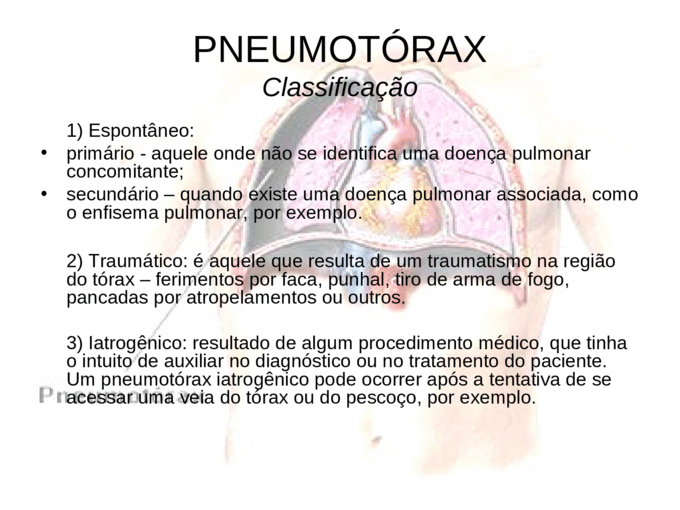 PNEUMOTÓRAX
Classificação
1) Espontâneo:
• primário - aquele onde não se identifica uma doença pulmonar
concomitante;
• secundário – quando existe uma doença pulmonar associada, como
o enfisema pulmonar, por exemplo.
2) Traumático: é aquele que resulta de um traumatismo na região
do tórax – ferimentos por faca, punhal, tiro de arma de fogo,
pancadas por atropelamentos ou outros.
3) Iatrogênico: resultado de algum procedimento médico, que tinha
o intuito de auxiliar no diagnóstico ou no tratamento do paciente.
Um pneumotórax iatrogênico pode ocorrer após a tentativa de se
acessar uma veia do tórax ou do pescoço, por exemplo.
Pneumotórax